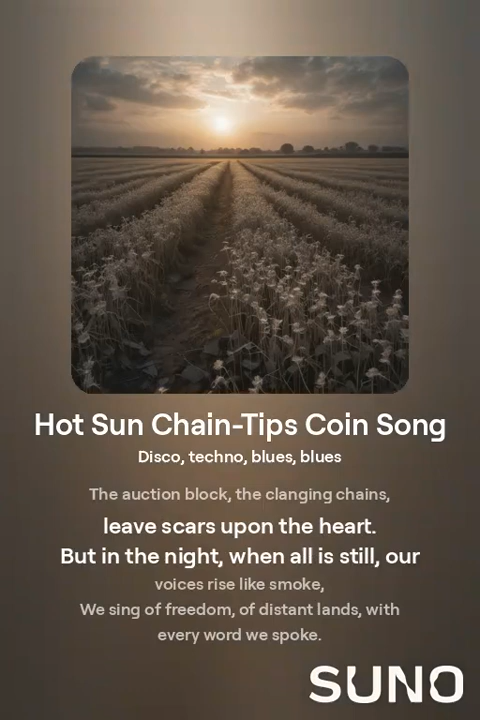 Hot Sun Chain-Tips Coin Song
Disco, techno, blues, blues
The auction block, the clanging chains,
leave scars upon the heart.
But in the night, when all is still, our
voices rise like smoke,
We sing of freedom, of distant lands, with
every word we spoke.
SUNO